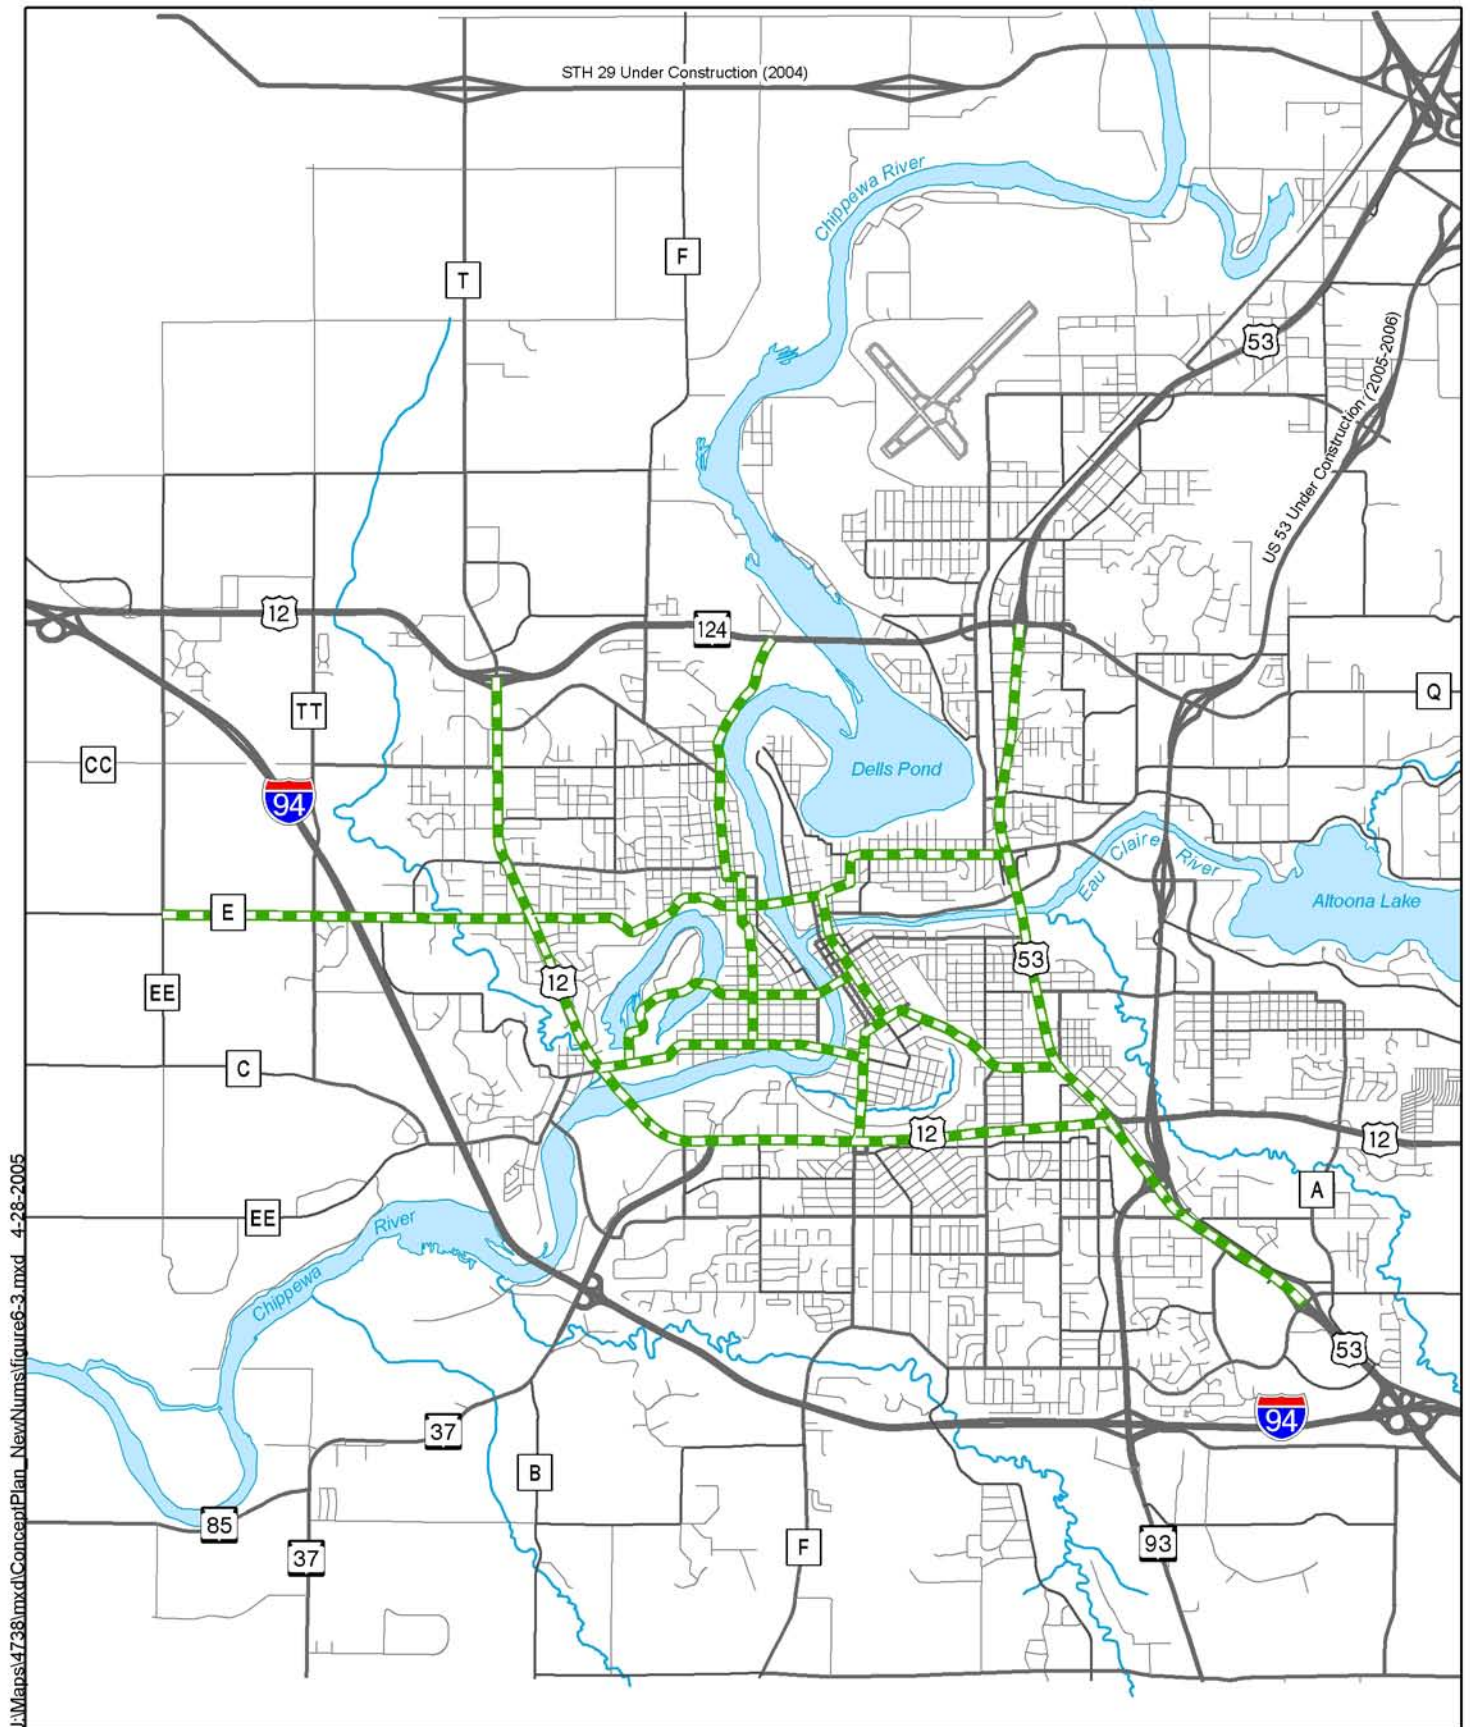 STH 29 Under Construction (2004)
Chippewa River
F
T
53
US 53 Under Construction (2005-2006)
12
124
Q
TT
CC
Dells Pond
94
Eau Claire River
Altoona Lake
E
53
12
EE
C
12
12
A
EE
River
Chippewa
53
94
37
B
85
F
93
37
J:\Maps\4738\mxd\ConceptPlan_NewNums\figure6-3.mxd 4-28-2005